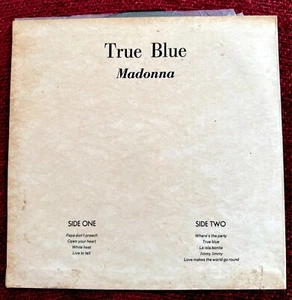 True Blue
Madonna
SIDE ONE
Papa don't preach
Open your heart
White heat
Live to tell
SIDE TWO
Where's the party
True blue
La isla bonita
Jimmy Jimmy
Love makes the world go round